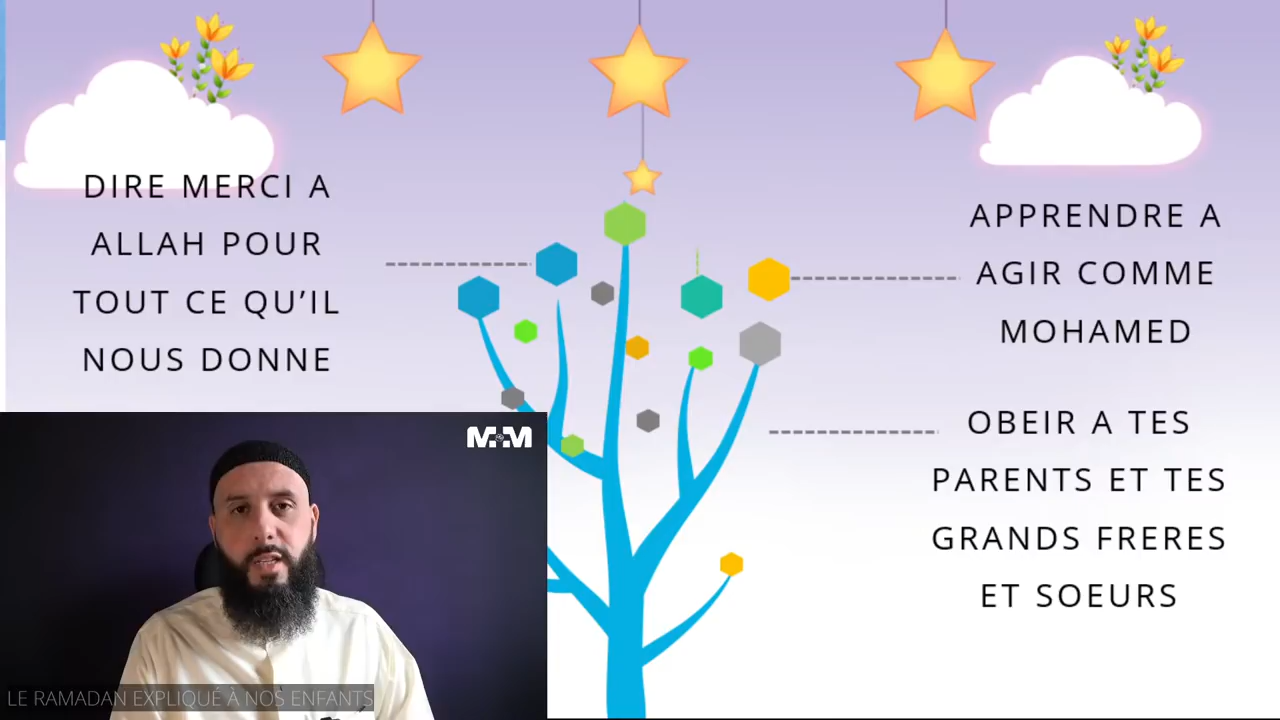 DIRE MERCI A
ALLAH POUR
TOUT CE QU'IL
NOUS DONNE
APPRENDRE A
AGIR COMME
MOHAMED
OBEIR A TES
PARENTS ET TES
GRANDS FRERES
ET SOEURS
M&M
LE RAMADAN EXPLIQUÉ À NOS ENFANTS